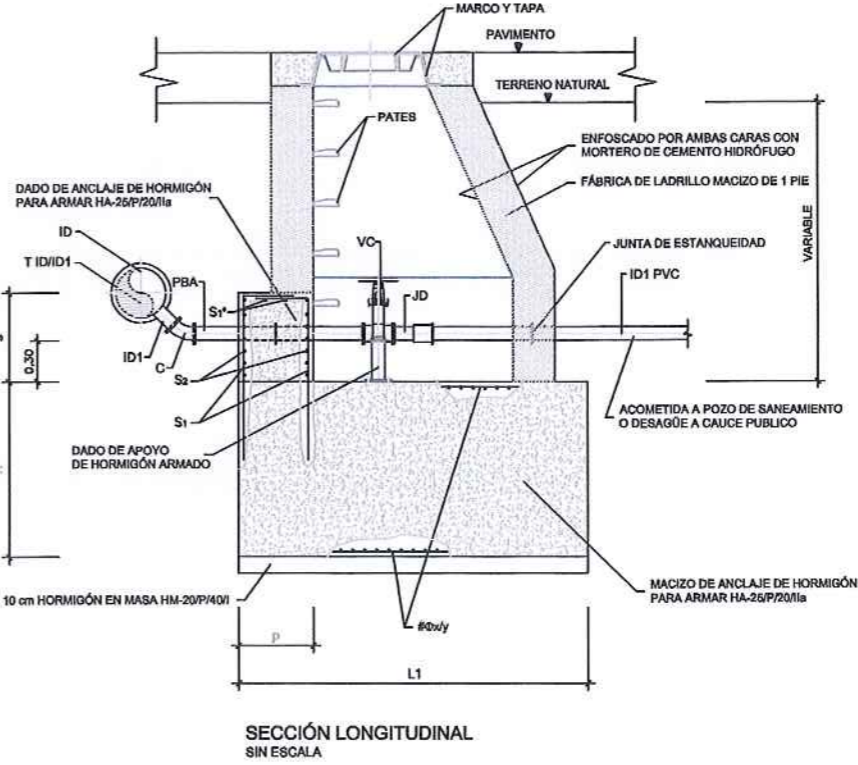 MARCO Y TAPA
PAVIMENTO
TERRENO NATURAL
PATES
ENFOSCADO POR AMBAS CARAS CON
MORTERO DE CEMENTO HIDRÓFUGO
FÁBRICA DE LADRILLO MACIZO DE 1 PIE
DADO DE ANCLAJE DE HORMIGÓN
PARA ARMAR HA-25/P/20/IIa
VARIABLE
ID
T ID/ID1
PBA
VC
JD
JUNTA DE ESTANQUEIDAD
ID1 PVC
S1'
ID1
C
0,30
S2
S1
ACOMETIDA A POZO DE SANEAMIENTO
O DESAGÜE A CAUCE PUBLICO
DADO DE APOYO
DE HORMIGÓN ARMADO
MACIZO DE ANCLAJE DE HORMIGÓN
PARA ARMAR HA-25/P/20/IIa
10 cm HORMIGÓN EN MASA HM-20/P/40/I
#Φx/y
P
L1
SECCIÓN LONGITUDINAL
SIN ESCALA